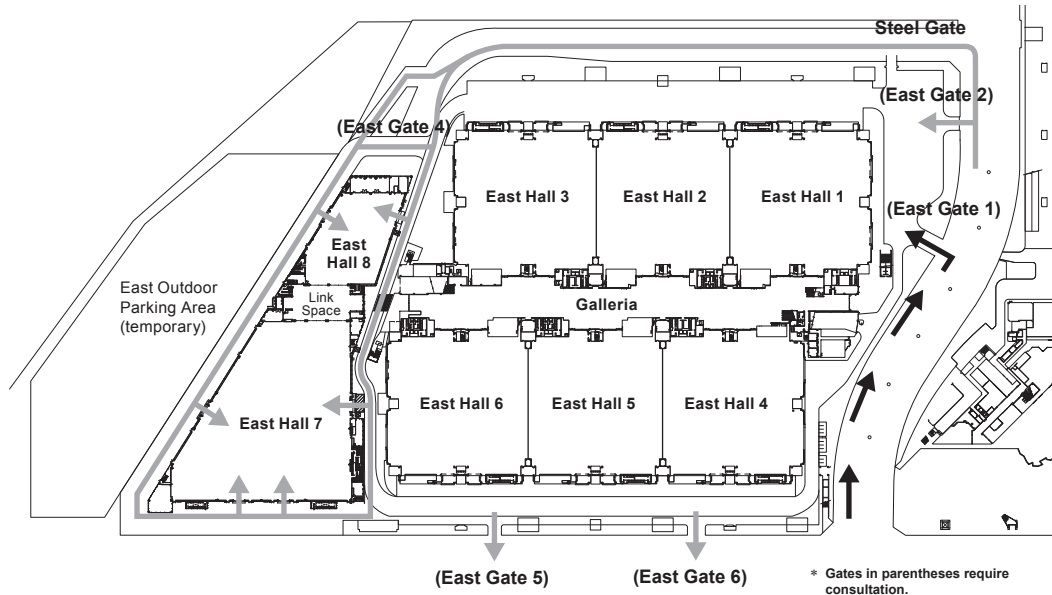 Steel Gate
(East Gate 2)
(East Gate 4)
East Hall 3
East Hall 2
East Hall 1
(East Gate 1)
East
Hall 8
East Outdoor
Parking Area
(temporary)
Link
Space
Galleria
East Hall 6
East Hall 5
East Hall 4
East Hall 7
(East Gate 5)
(East Gate 6)
* Gates in parentheses require
consultation.